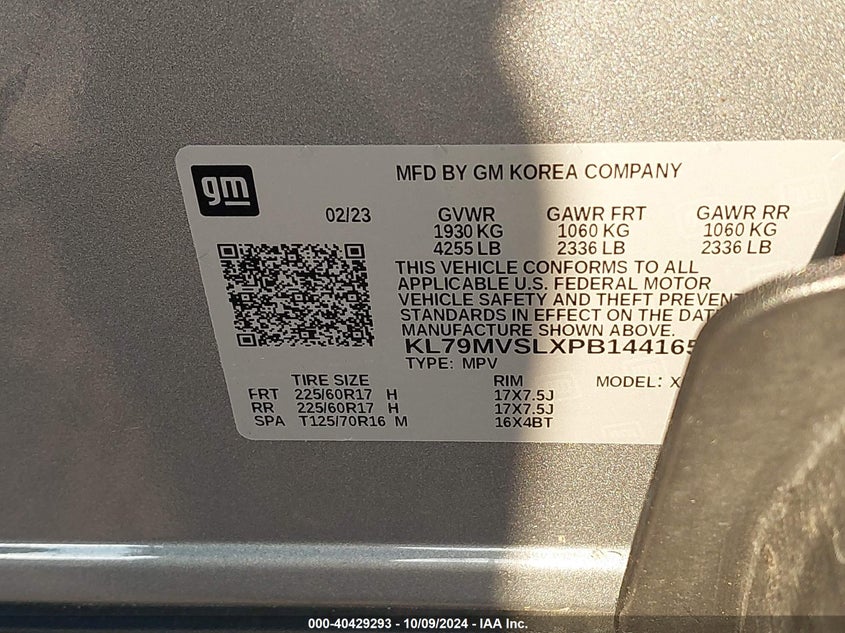 gm
MFD BY GM KOREA COMPANY
02/23 GVWR GAWR FRT GAWR RR
1930 KG 1060 KG 1060 KG
4255 LB 2336 LB 2336 LB
THIS VEHICLE CONFORMS TO ALL
APPLICABLE U.S. FEDERAL MOTOR
VEHICLE SAFETY AND THEFT PREVENT
STANDARDS IN EFFECT ON THE DAT
MANUFACTURE SHOWN ABOVE.
KL79MVSLXPB144165
TYPE: MPV
TIRE SIZE RIM MODEL: X
FRT 225/60R17 H 17X7.5J
RR 225/60R17 H 17X7.5J
SPA T125/70R16 M 16X4BT
000-40429293 - 10/09/2024 - IAA Inc.